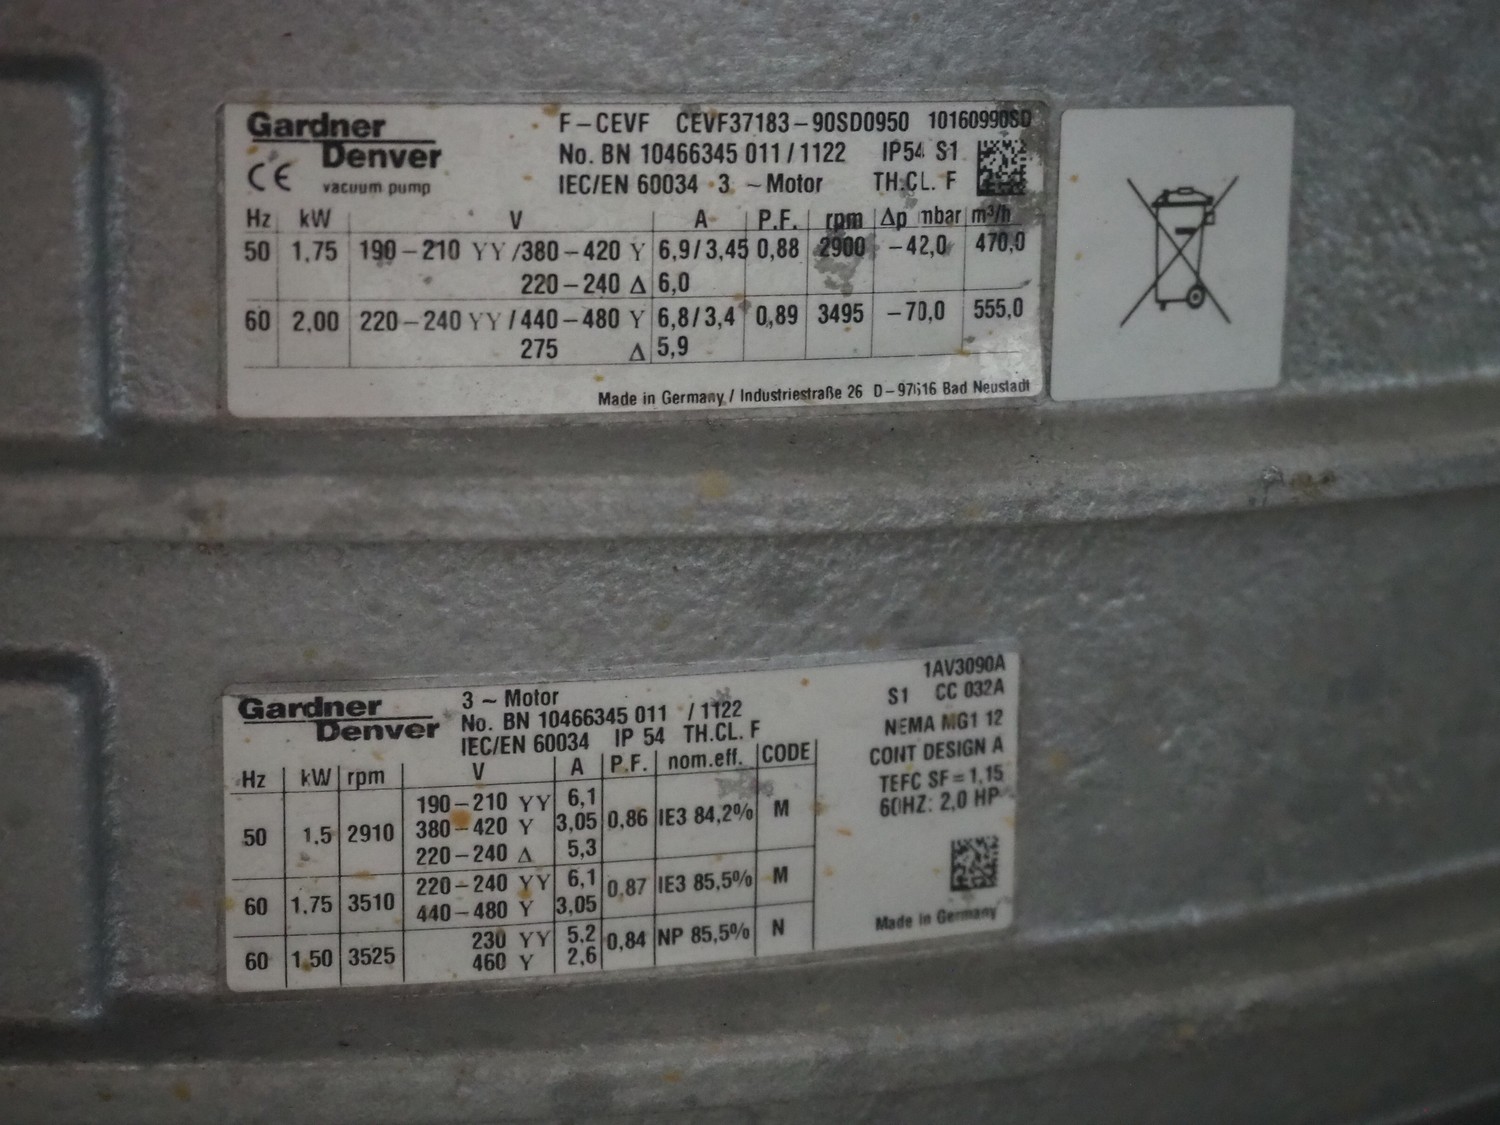 Gardner
Denver
CE vacuum pump
F-CEVF CEVF37183-90SD0950 10160990SD
No. BN 10466345 011/1122 IP54 S1
IEC/EN 60034 · 3 ~ Motor TH.CL. F
Hz kW V A P.F. rpm Δp mbar m³/h
50 1,75 190-210 YY/380-420 Y 6,9/3,45 0,88 2900 -42,0 470,0
220-240 Δ 6,0
60 2,00 220-240 YY/440-480 Y 6,8/3,4 0,89 3495 -70,0 555,0
275 Δ 5,9
Made in Germany / Industriestraße 26 D-97616 Bad Neustadt
Gardner
Denver
3 ~ Motor
No. BN 10466345 011 / 1122
IEC/EN 60034 IP 54 TH.CL. F
Hz kW rpm V A P.F. nom.eff. CODE
50 1,5 2910 190-210 YY 6,1 0,86 IE3 84,2% M
380-420 Y 3,05
220-240 Δ 5,3
60 1,75 3510 220-240 YY 6,1 0,87 IE3 85,5% M
440-480 Y 3,05
60 1,50 3525 230 YY 5,2 0,84 NP 85,5% N
460 Y 2,6
1AV3090A
S1 CC 032A
NEMA MG1 12
CONT DESIGN A
TEFC SF=1,15
60HZ: 2,0 HP
Made in Germany